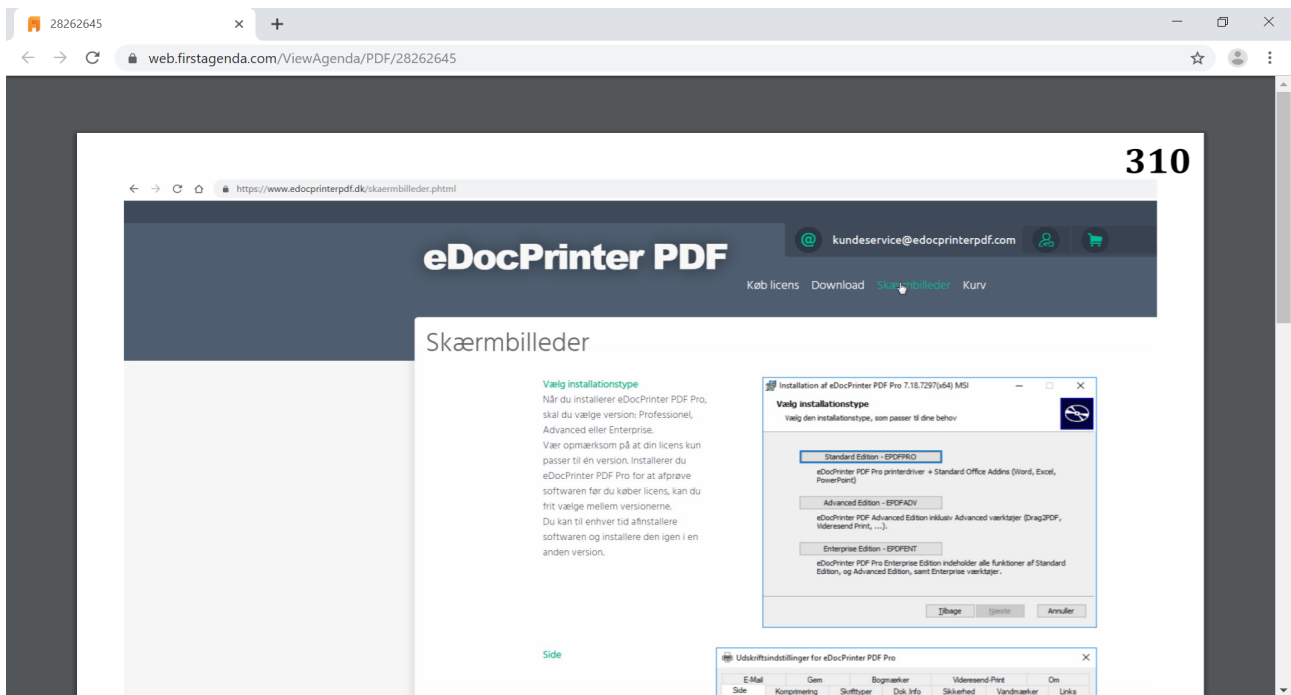 28262645
web.firstagenda.com/ViewAgenda/PDF/28262645
310
https://www.edocprinterpdf.dk/skaermbilleder.phtml
@ kundeservice@edocprinterpdf.com
eDocPrinter PDF
Køb licens Download Skærmbilleder Kurv
Skærmbilleder
Vælg installationstype
Når du installerer eDocPrinter PDF Pro,
skal du vælge version: Professionel,
Advanced eller Enterprise.
Vær opmærksom på at din licens kun
passer til én version. Installerer du
eDocPrinter PDF Pro for at afprøve
softwaren før du køber licens, kan du
frit vælge mellem versionerne.
Du kan til enhver tid afinstallere
softwaren og installere den igen i en
anden version.
Installation af eDocPrinter PDF Pro 7.18.7297(x64) MSI
Vælg installationstype
Vælg den installationstype, som passer til dine behov
Standard Edition - EPDFPRO
eDocPrinter PDF Pro printerdriver + Standard Office Addins (Word, Excel,
PowerPoint)
Advanced Edition - EPDFADV
eDocPrinter PDF Advanced Edition inklusiv Advanced værktøjer (Drag2PDF,
Videresend Print, ...).
Enterprise Edition - EPDFENT
eDocPrinter PDF Pro Enterprise Edition indeholder alle funktioner af Standard
Edition, og Advanced Edition, samt Enterprise værktøjer.
Tilbage Næste Annuller
Side
Udskriftsindstillinger for eDocPrinter PDF Pro
E-Mail Gem Bogmærker Videresend-Print Om
Side Komprimering Skrifttyper Dok.Info Sikkerhed Vandmærker Links